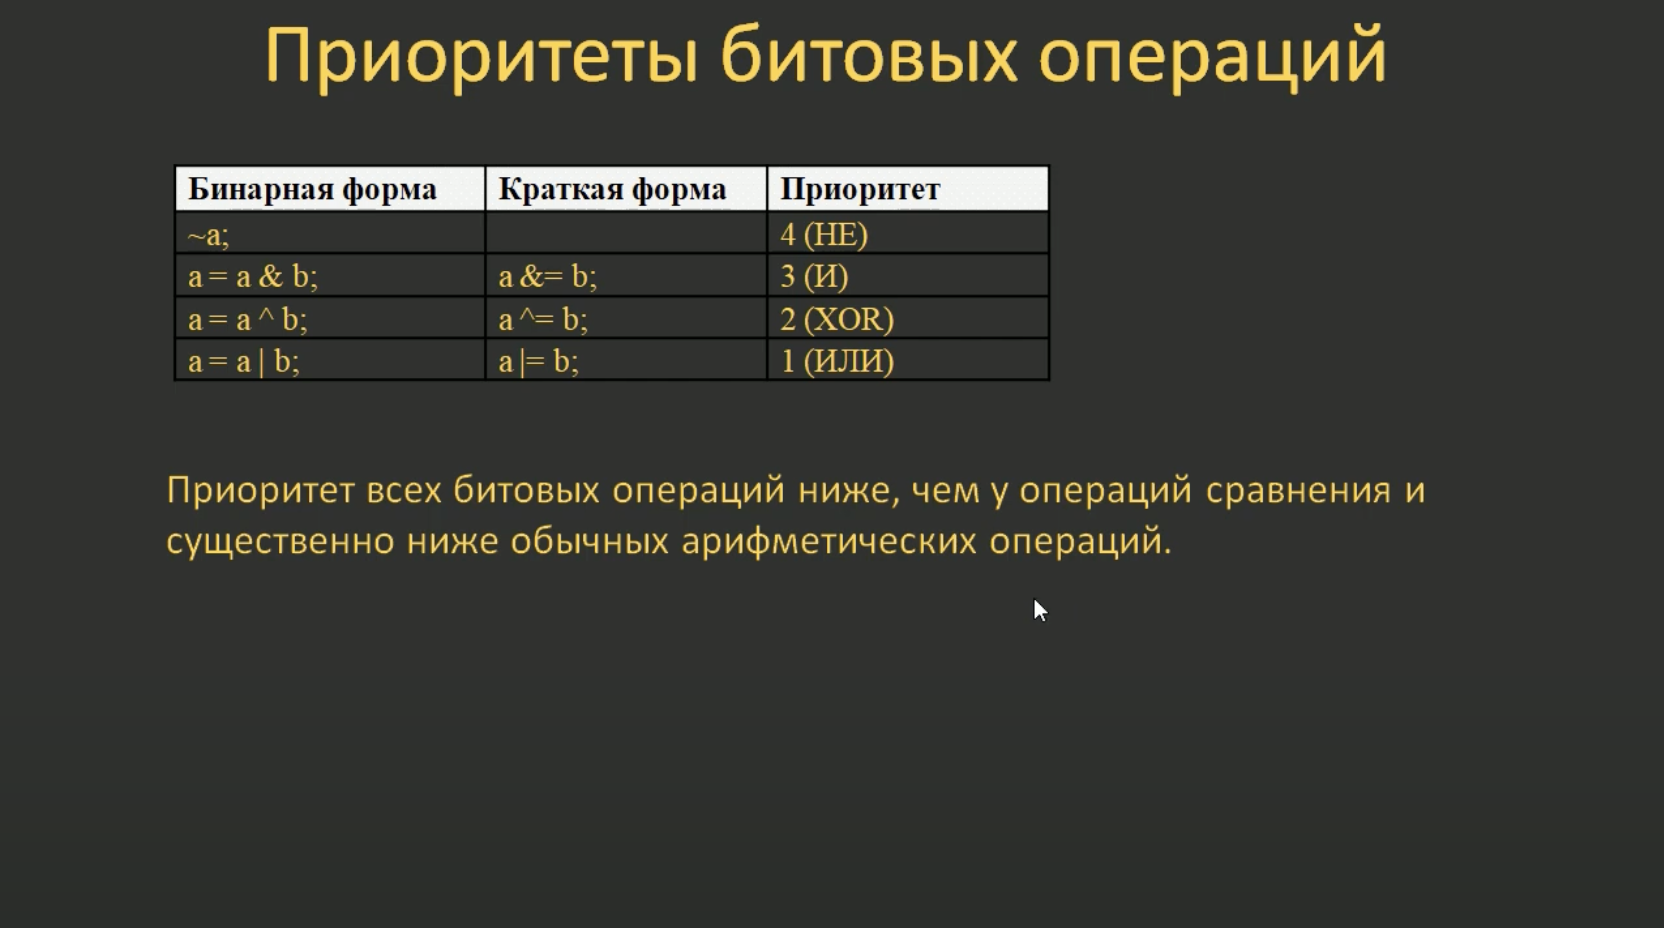 Приоритеты битовых операций
Бинарная форма Краткая форма Приоритет
~a; 4 (НЕ)
a = a & b; a &= b; 3 (И)
a = a ^ b; a ^= b; 2 (XOR)
a = a | b; a |= b; 1 (ИЛИ)
Приоритет всех битовых операций ниже, чем у операций сравнения и
существенно ниже обычных арифметических операций.